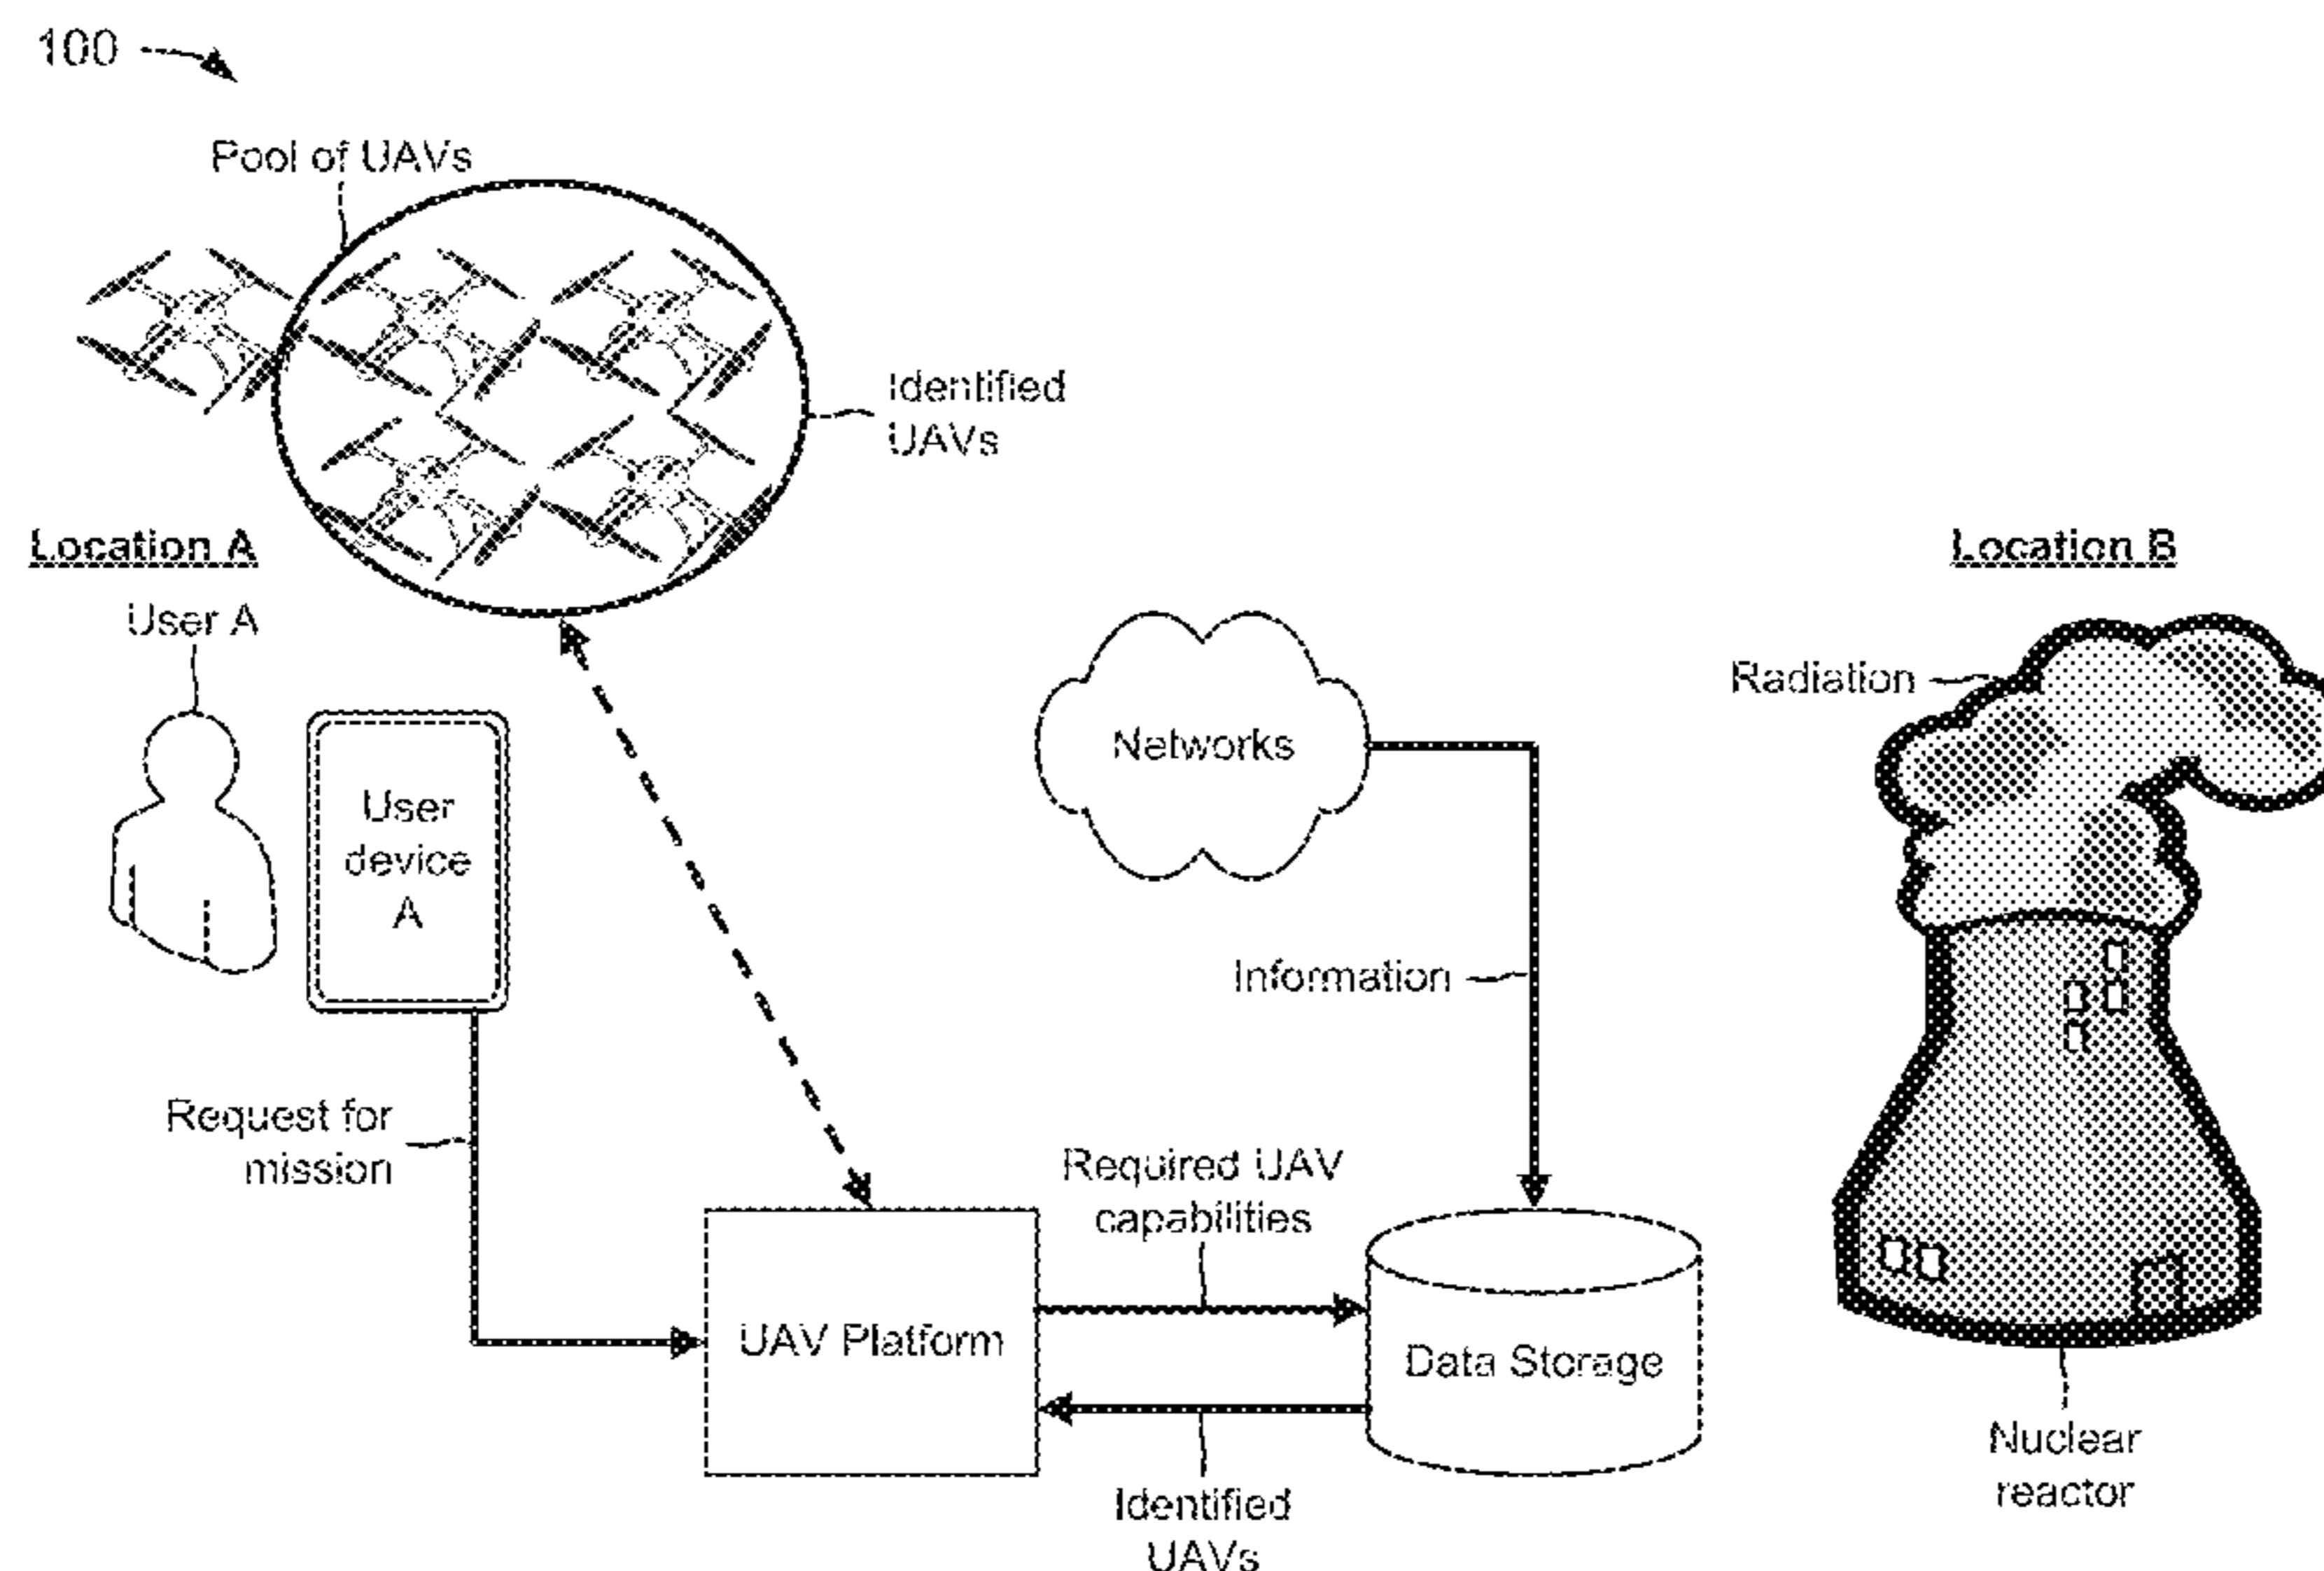 100
Pool of UAVs
Identified
UAVs
Location A
Location B
User A
Radiation
User
device
A
Networks
Information
Request for
mission
Required UAV
capabilities
UAV Platform
Data Storage
Nuclear
reactor
Identified
UAVs